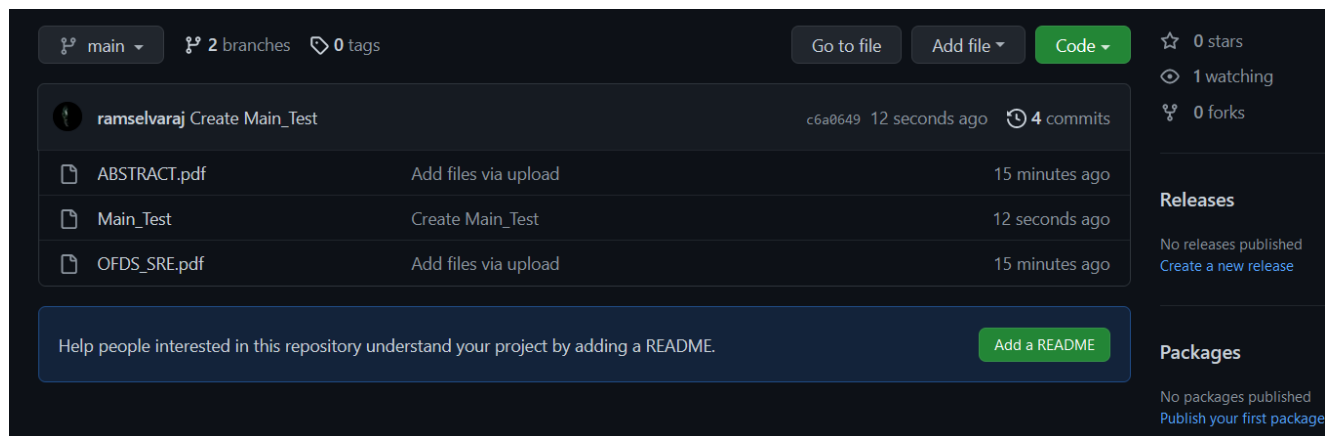 main 2 branches 0 tags Go to file Add file Code
ramselvaraj Create Main_Test c6a0649 12 seconds ago 4 commits
ABSTRACT.pdf Add files via upload 15 minutes ago
Main_Test Create Main_Test 12 seconds ago
OFDS_SRE.pdf Add files via upload 15 minutes ago
Help people interested in this repository understand your project by adding a README. Add a README
0 stars
1 watching
0 forks
Releases
No releases published
Create a new release
Packages
No packages published
Publish your first package